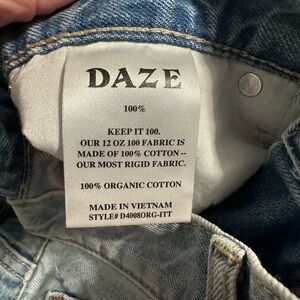 DAZE
100%
KEEP IT 100.
OUR 12 OZ 100 FABRIC IS
MADE OF 100% COTTON --
OUR MOST RIGID FABRIC.
100% ORGANIC COTTON
MADE IN VIETNAM
STYLE# D4008ORG-ITT